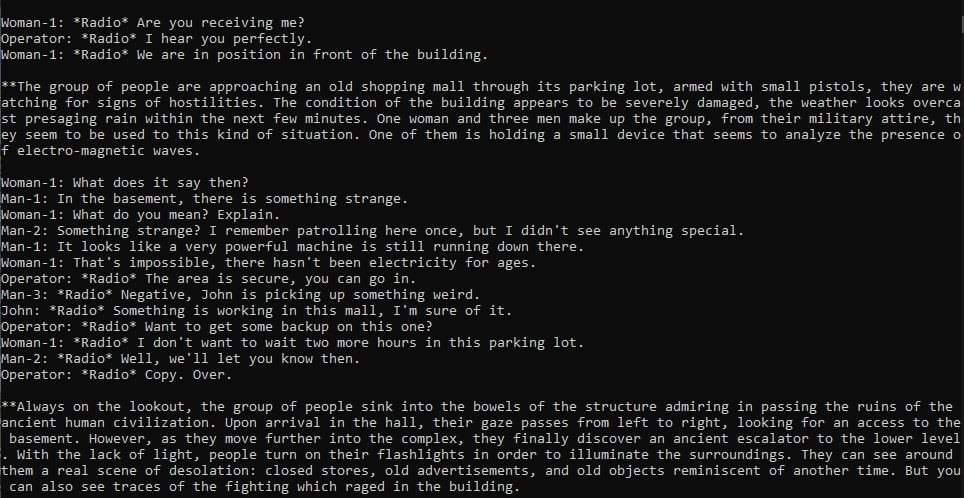 Woman-1: *Radio* Are you receiving me?
Operator: *Radio* I hear you perfectly.
Woman-1: *Radio* We are in position in front of the building.
**The group of people are approaching an old shopping mall through its parking lot, armed with small pistols, they are w
atching for signs of hostilities. The condition of the building appears to be severely damaged, the weather looks overca
st presaging rain within the next few minutes. One woman and three men make up the group, from their military attire, th
ey seem to be used to this kind of situation. One of them is holding a small device that seems to analyze the presence o
f electro-magnetic waves.
Woman-1: What does it say then?
Man-1: In the basement, there is something strange.
Woman-1: What do you mean? Explain.
Man-2: Something strange? I remember patrolling here once, but I didn't see anything special.
Man-1: It looks like a very powerful machine is still running down there.
Woman-1: That's impossible, there hasn't been electricity for ages.
Operator: *Radio* The area is secure, you can go in.
Man-3: *Radio* Negative, John is picking up something weird.
John: *Radio* Something is working in this mall, I'm sure of it.
Operator: *Radio* Want to get some backup on this one?
Woman-1: *Radio* I don't want to wait two more hours in this parking lot.
Man-2: *Radio* Well, we'll let you know then.
Operator: *Radio* Copy. Over.
**Always on the lookout, the group of people sink into the bowels of the structure admiring in passing the ruins of the
ancient human civilization. Upon arrival in the hall, their gaze passes from left to right, looking for an access to the
basement. However, as they move further into the complex, they finally discover an ancient escalator to the lower level
. With the lack of light, people turn on their flashlights in order to illuminate the surroundings. They can see around
them a real scene of desolation: closed stores, old advertisements, and old objects reminiscent of another time. But you
can also see traces of the fighting which raged in the building.